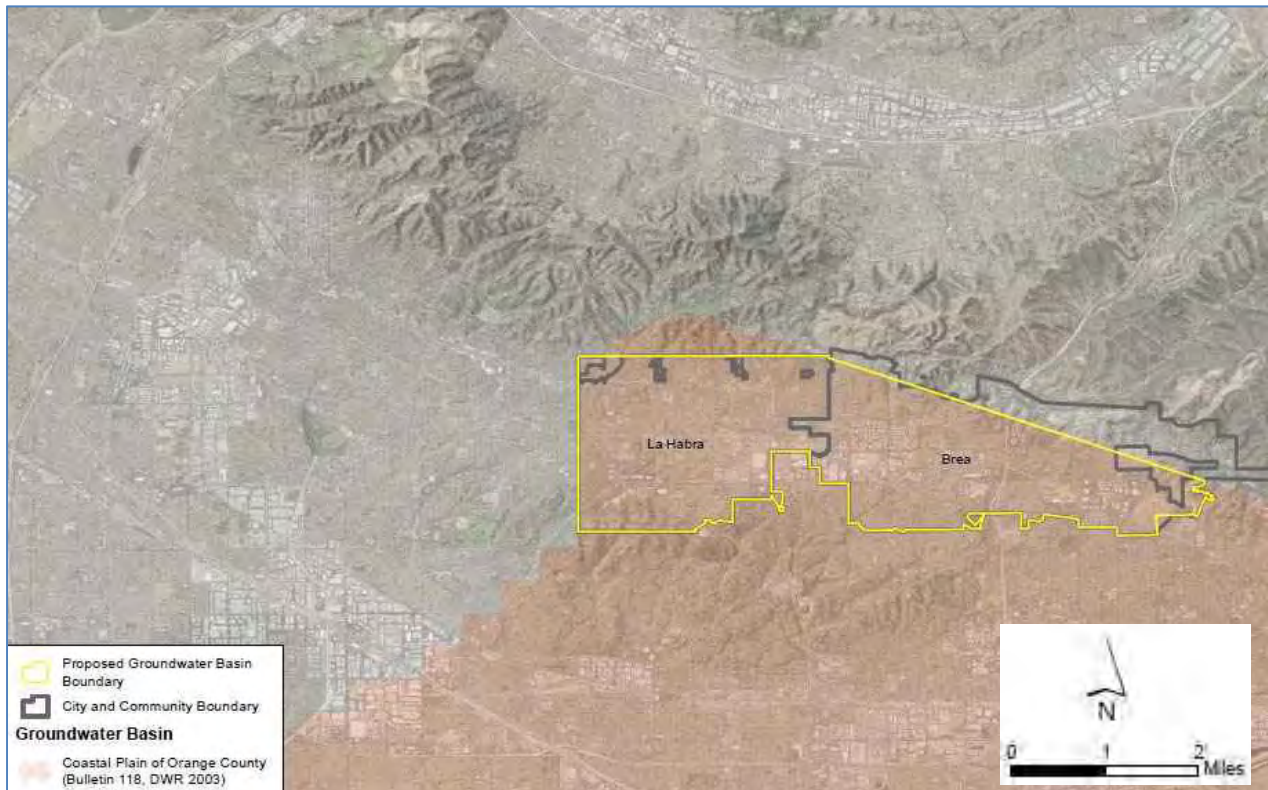 La Habra
Brea
Proposed Groundwater Basin
Boundary
City and Community Boundary
Groundwater Basin
Coastal Plain of Orange County
(Bulletin 118, DWR 2003)
N
0 1 2
Miles